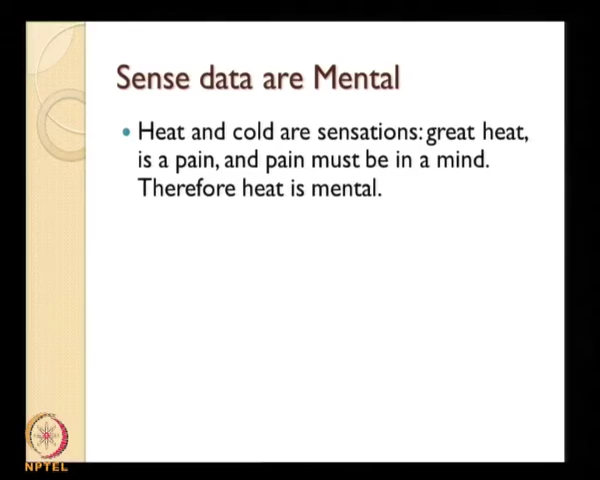 Sense data are Mental
Heat and cold are sensations: great heat,
is a pain, and pain must be in a mind.
Therefore heat is mental.
NPTEL